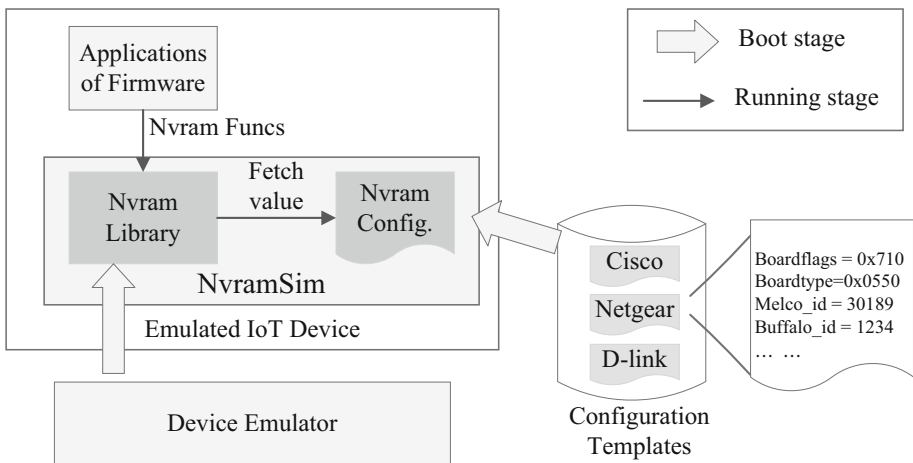 Applications
of Firmware
Nvram Funcs
Fetch
value
Nvram
Library
Nvram
Config.
NvramSim
Emulated IoT Device
Device Emulator
Boot stage
Running stage
Cisco
Netgear
D-link
Configuration
Templates
Boardflags = 0x710
Boardtype=0x0550
Melco_id = 30189
Buffalo_id = 1234
… …